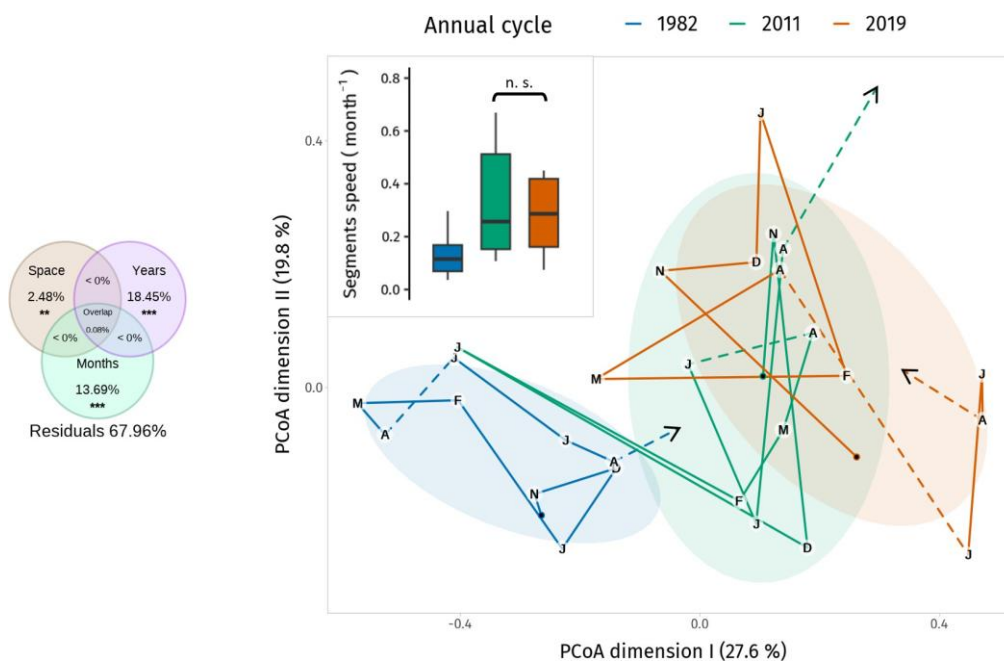 Annual cycle
1982
2011
2019
Segments speed ( month⁻¹ )
0.8
0.6
0.4
0.2
0.0
n. s.
PCoA dimension II (19.8 %)
0.4
0.0
J
N
A
D
A
N
A
J
J
J
M
F
J
M
F
A
M
A
J
A
D
N
F
J
J
D
J
-0.4
0.0
0.4
PCoA dimension I (27.6 %)
Space
2.48%
**
< 0%
Years
18.45%
***
Overlap
0.08%
< 0%
< 0%
Months
13.69%
***
Residuals 67.96%